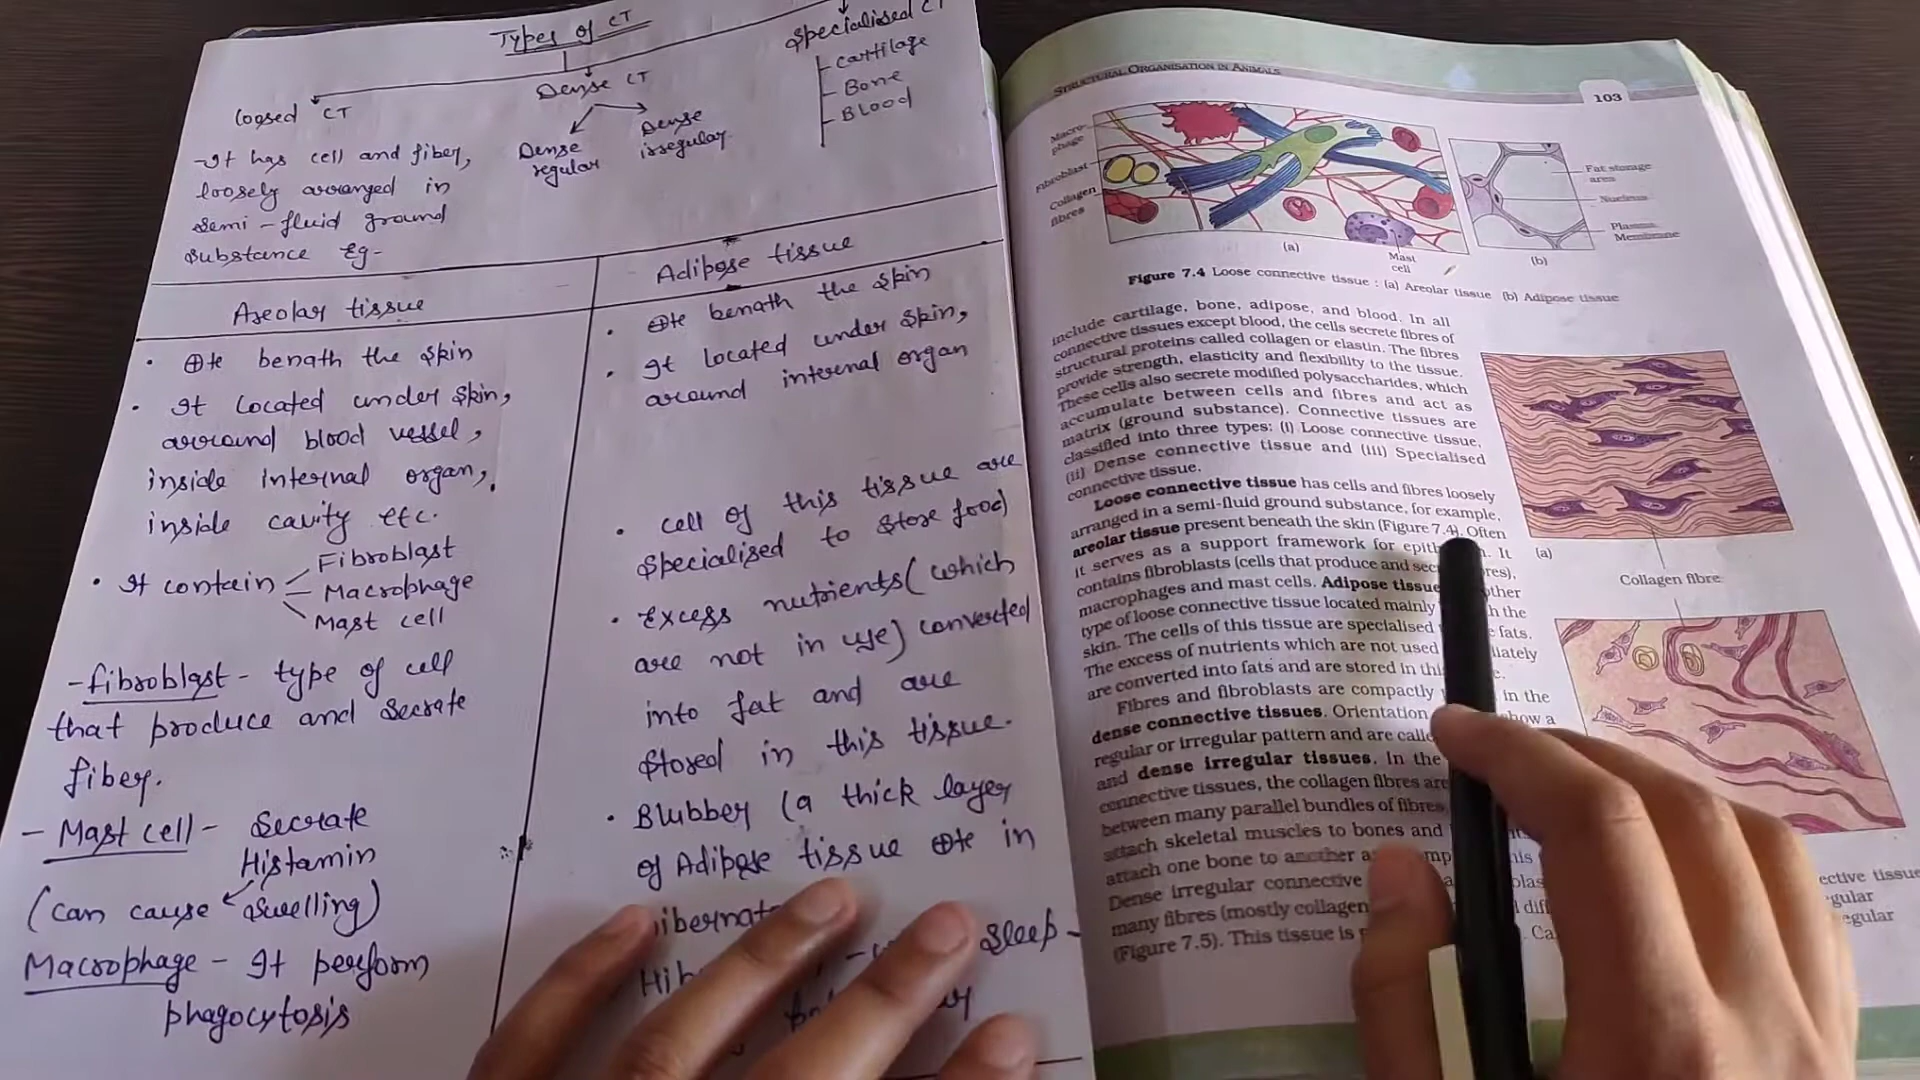 Types of CT
Loosed CT
Dense CT
Specialised CT
Cartilage
Bone
Blood
Dense
regular
Dense
irregular
-It has cell and fiber,
loosely arranged in
Semi-fluid ground
Substance Eg-
Areolar tissue
• ⊕te benath the skin
• It located under skin,
arround blood vessel,
inside internal organ,
inside cavity etc.
• It contain
Fibroblast
Macrophage
Mast cell
-fibroblast- type of cell
that produce and Secrate
fiber.
- Mast cell - Secrate
Histamin
(can cause swelling)
Macrophage - It perform
phagocytosis
Adipose tissue
• ⊕te benath the skin
• It located under skin,
around internal organ
• cell of this tissue are
specialised to store food
• Excess nutrients (which
are not in use) converted
into fat and are
stored in this tissue.
• Blubber (a thick layer
of Adipose tissue ⊕te in
Sleep-
STRUCTURAL ORGANISATION IN ANIMALS
103
Macro-
phage
Fibroblast
Collagen
fibres
(a)
Mast
cell
Fat storage
area
Nucleus
Plasma
Membrane
(b)
Figure 7.4 Loose connective tissue : (a) Areolar tissue (b) Adipose tissue
include cartilage, bone, adipose, and blood. In all
connective tissues except blood, the cells secrete fibres of
structural proteins called collagen or elastin. The fibres
provide strength, elasticity and flexibility to the tissue.
These cells also secrete modified polysaccharides, which
accumulate between cells and fibres and act as
matrix (ground substance). Connective tissues are
classified into three types: (i) Loose connective tissue,
(ii) Dense connective tissue and (iii) Specialised
connective tissue.
Loose connective tissue has cells and fibres loosely
arranged in a semi-fluid ground substance, for example,
areolar tissue present beneath the skin (Figure 7.4). Often
it serves as a support framework for It
contains fibroblasts (cells that produce and
macrophages and mast cells. Adipose tissue
type of loose connective tissue located mainly the
skin. The cells of this tissue are specialised fats.
The excess of nutrients which are not used
are converted into fats and are stored in
Fibres and fibroblasts are compactly in the
dense connective tissues. Orientation a
regular or irregular pattern and are
and dense irregular tissues. In the
connective tissues, the collagen fibres are
between many parallel bundles of fibres
attach skeletal muscles to bones and
attach one bone to another
Dense irregular connective
many fibres (mostly collagen
(Figure 7.5). This tissue is
(a)
Collagen fibre